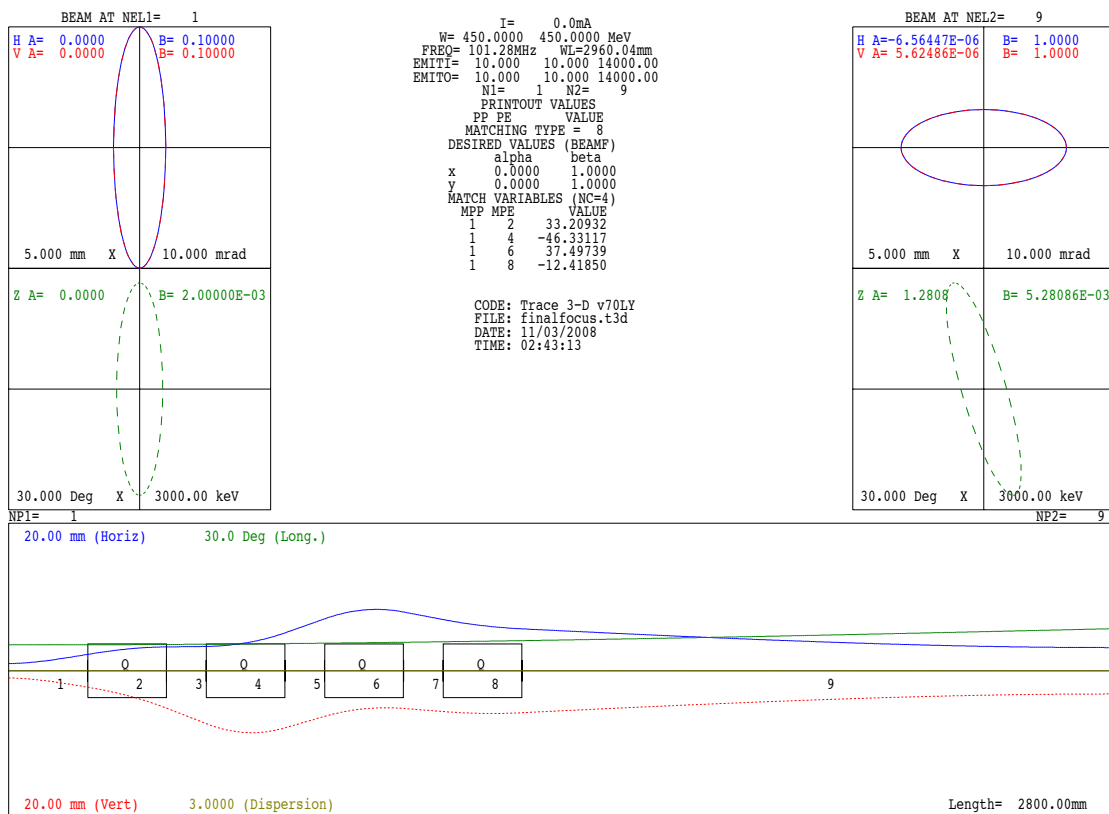 BEAM AT NEL1= 1
H A= 0.0000 B= 0.10000
V A= 0.0000 B= 0.10000
5.000 mm X 10.000 mrad
Z A= 0.0000 B= 2.00000E-03
30.000 Deg X 3000.00 keV
NP1= 1
I= 0.0mA
W= 450.0000 450.0000 MeV
FREQ= 101.28MHz WL=2960.04mm
EMITI= 10.000 10.000 14000.00
EMITO= 10.000 10.000 14000.00
N1= 1 N2= 9
PRINTOUT VALUES
PP PE VALUE
MATCHING TYPE = 8
DESIRED VALUES (BEAMF)
alpha beta
x 0.0000 1.0000
y 0.0000 1.0000
MATCH VARIABLES (NC=4)
MPP MPE VALUE
1 2 33.20932
1 4 -46.33117
1 6 37.49739
1 8 -12.41850
CODE: Trace 3-D v70LY
FILE: finalfocus.t3d
DATE: 11/03/2008
TIME: 02:43:13
BEAM AT NEL2= 9
H A=-6.56447E-06 B= 1.0000
V A= 5.62486E-06 B= 1.0000
5.000 mm X 10.000 mrad
Z A= 1.2808 B= 5.28086E-03
30.000 Deg X 3000.00 keV
NP2= 9
20.00 mm (Horiz) 30.0 Deg (Long.)
Q Q Q Q
1 2 3 4 5 6 7 8 9
20.00 mm (Vert) 3.0000 (Dispersion)
Length= 2800.00mm